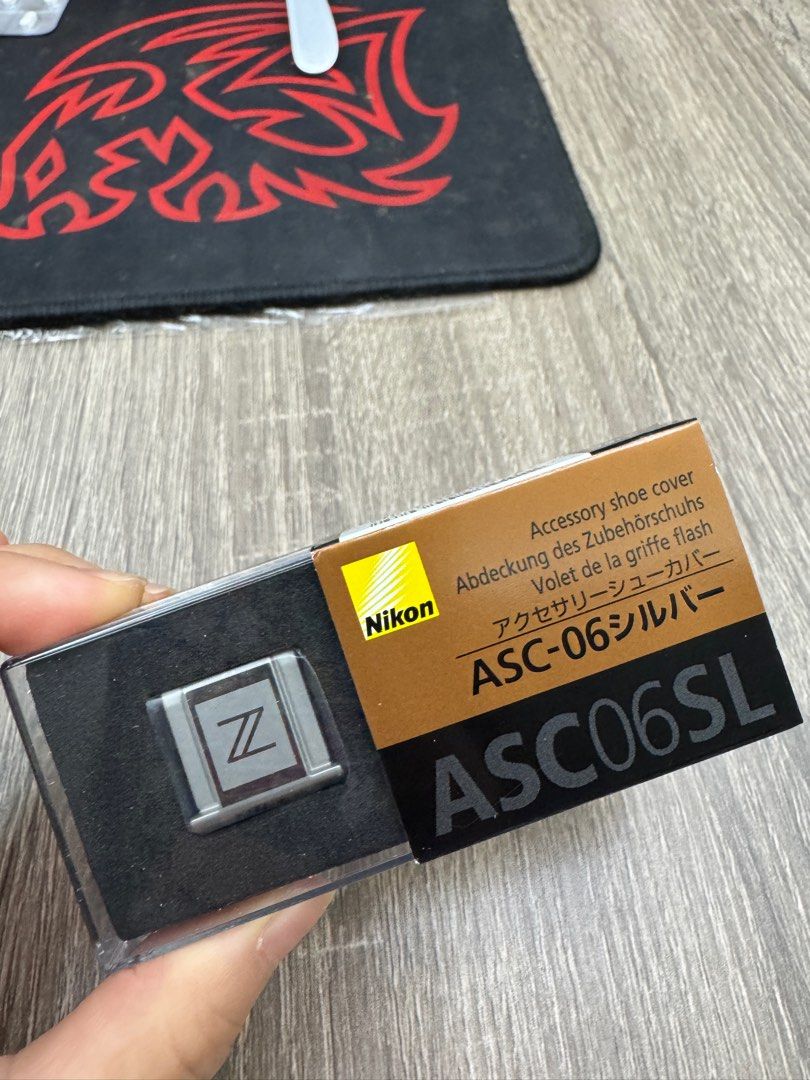 Accessory shoe cover
Abdeckung des Zubehörschuhs
Volet de la griffe flash
アクセサリーシューカバー
ASC-06シルバー
Nikon
ASC06SL
Z